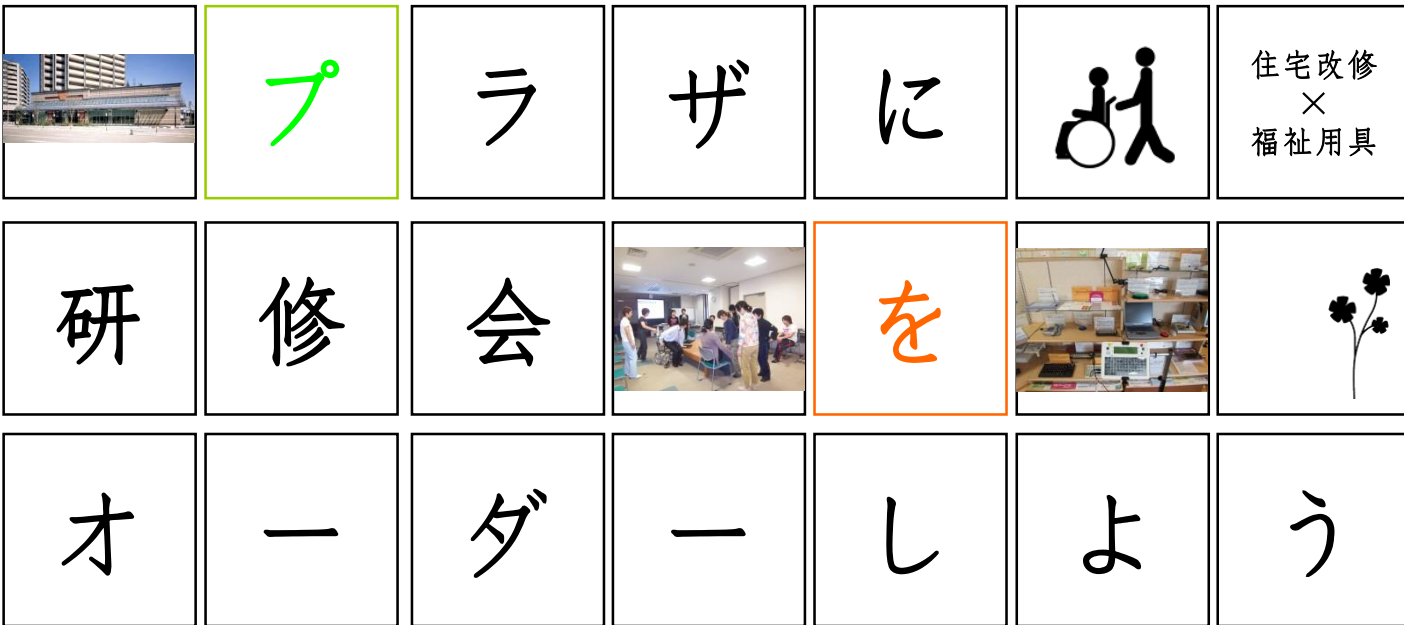 プラザに
住宅改修
×
福祉用具
研修会
を
オーダーしよう